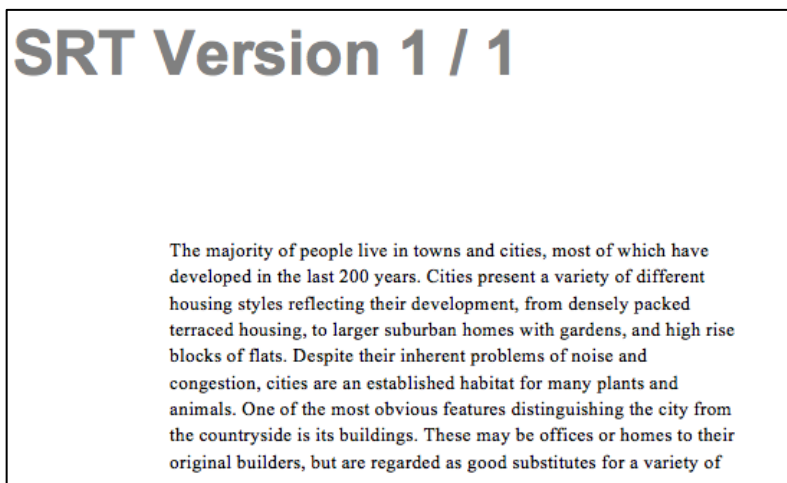 SRT Version 1 / 1
The majority of people live in towns and cities, most of which have
developed in the last 200 years. Cities present a variety of different
housing styles reflecting their development, from densely packed
terraced housing, to larger suburban homes with gardens, and high rise
blocks of flats. Despite their inherent problems of noise and
congestion, cities are an established habitat for many plants and
animals. One of the most obvious features distinguishing the city from
the countryside is its buildings. These may be offices or homes to their
original builders, but are regarded as good substitutes for a variety of